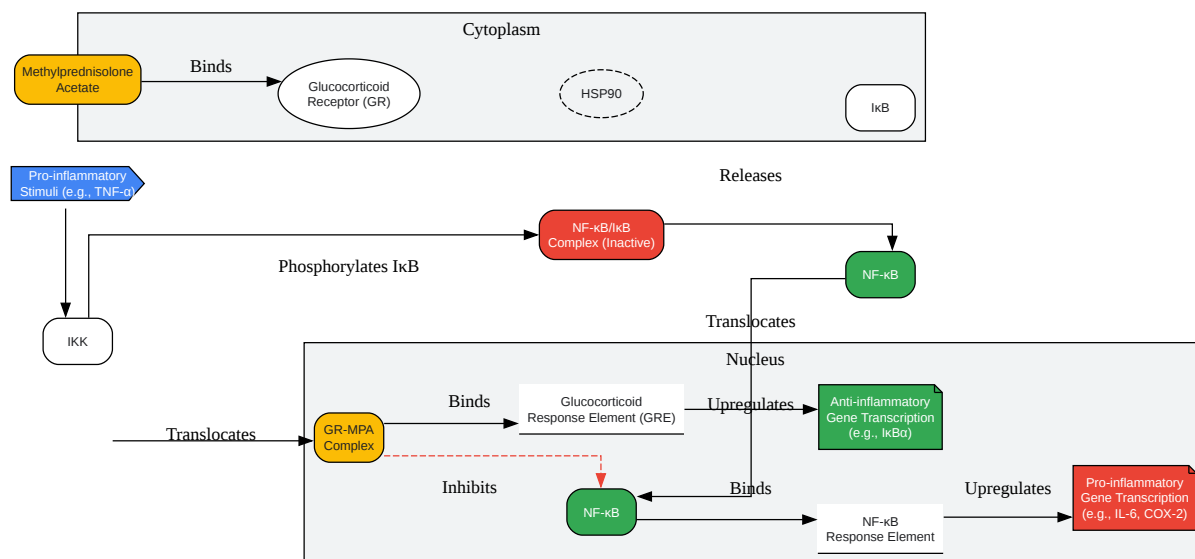 Cytoplasm
Binds
Methylprednisolone
Acetate
Glucocorticoid
Receptor (GR)
HSP90
IκB
Pro-inflammatory
Stimuli (e.g., TNF-α)
Releases
NF-κB/IκB
Complex (Inactive)
Phosphorylates IκB
NF-κB
Translocates
IKK
Nucleus
Binds
Glucocorticoid
Response Element (GRE)
Upregulates
Anti-inflammatory
Gene Transcription
(e.g., IκBα)
Translocates
GR-MPA
Complex
Inhibits
NF-κB
Binds
NF-κB
Response Element
Upregulates
Pro-inflammatory
Gene Transcription
(e.g., IL-6, COX-2)